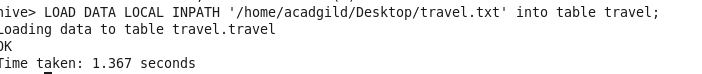 hive> LOAD DATA LOCAL INPATH '/home/acadgild/Desktop/travel.txt' into table travel;
Loading data to table travel.travel
OK
Time taken: 1.367 seconds